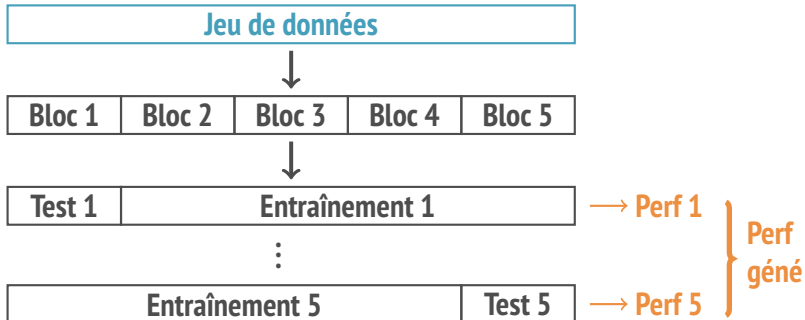 Jeu de données
Bloc 1 Bloc 2 Bloc 3 Bloc 4 Bloc 5
Test 1 Entraînement 1 → Perf 1
Perf
géné
⋮
Entraînement 5 Test 5 → Perf 5